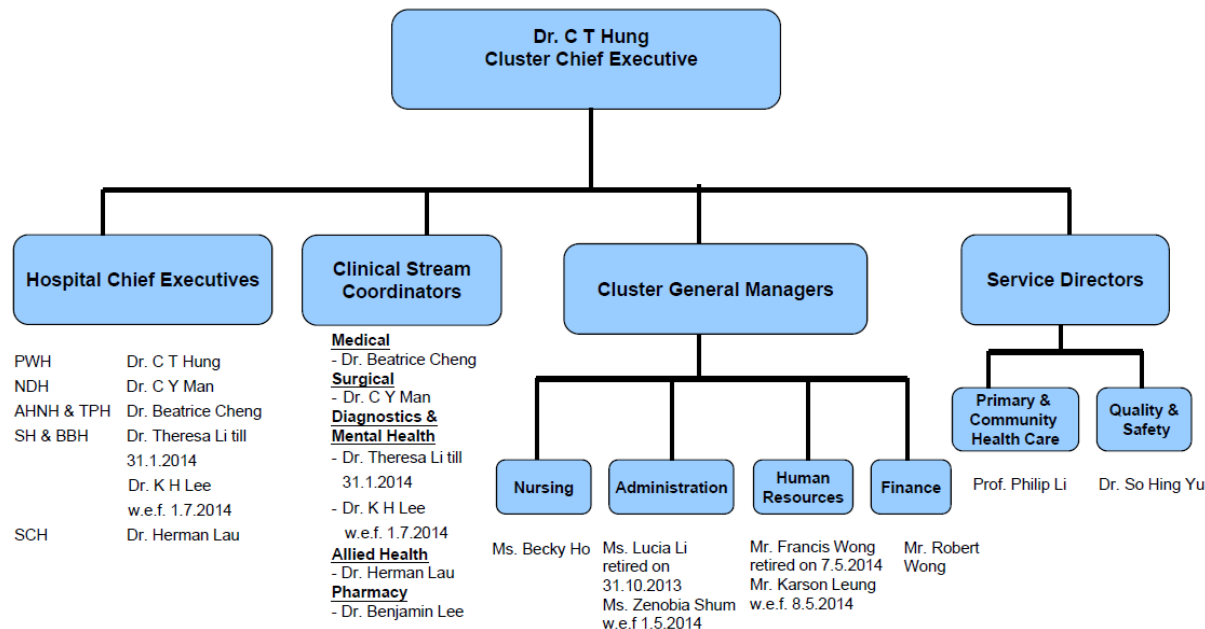 Dr. C T Hung
Cluster Chief Executive
Hospital Chief Executives
PWH Dr. C T Hung
NDH Dr. C Y Man
AHNH & TPH Dr. Beatrice Cheng
SH & BBH Dr. Theresa Li till
31.1.2014
Dr. K H Lee
w.e.f. 1.7.2014
SCH Dr. Herman Lau
Clinical Stream
Coordinators
Medical
- Dr. Beatrice Cheng
Surgical
- Dr. C Y Man
Diagnostics &
Mental Health
- Dr. Theresa Li till
31.1.2014
- Dr. K H Lee
w.e.f. 1.7.2014
Allied Health
- Dr. Herman Lau
Pharmacy
- Dr. Benjamin Lee
Cluster General Managers
Nursing
Ms. Becky Ho
Administration
Ms. Lucia Li
retired on
31.10.2013
Ms. Zenobia Shum
w.e.f 1.5.2014
Human
Resources
Mr. Francis Wong
retired on 7.5.2014
Mr. Karson Leung
w.e.f. 8.5.2014
Finance
Mr. Robert
Wong
Service Directors
Primary &
Community
Health Care
Prof. Philip Li
Quality &
Safety
Dr. So Hing Yu